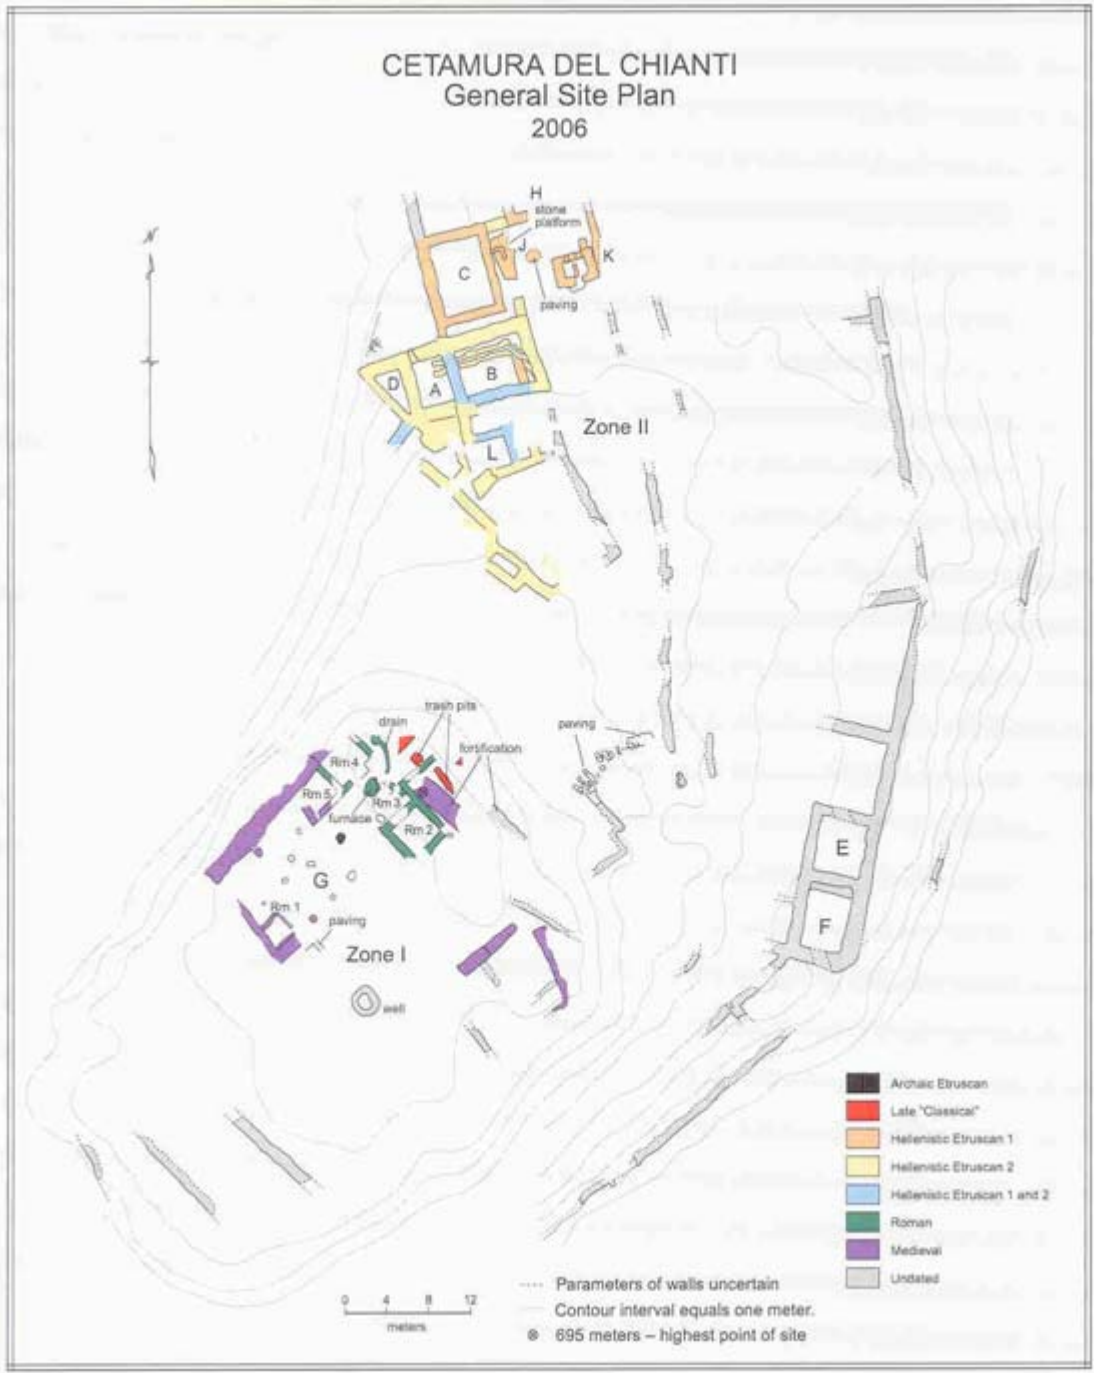 CETAMURA DEL CHIANTI
General Site Plan
2006
N
H
stone
platform
J
K
C
paving
D
A
B
Zone II
L
trash pits
drain
fortification
paving
Rm 4
Rm 5
Rm 3
furnace
Rm 2
E
G
Rm 1
paving
F
Zone I
well
Archaic Etruscan
Late "Classical"
Hellenistic Etruscan 1
Hellenistic Etruscan 2
Hellenistic Etruscan 1 and 2
Roman
Medieval
Undated
Parameters of walls uncertain
Contour interval equals one meter.
695 meters – highest point of site
0 4 8 12
meters